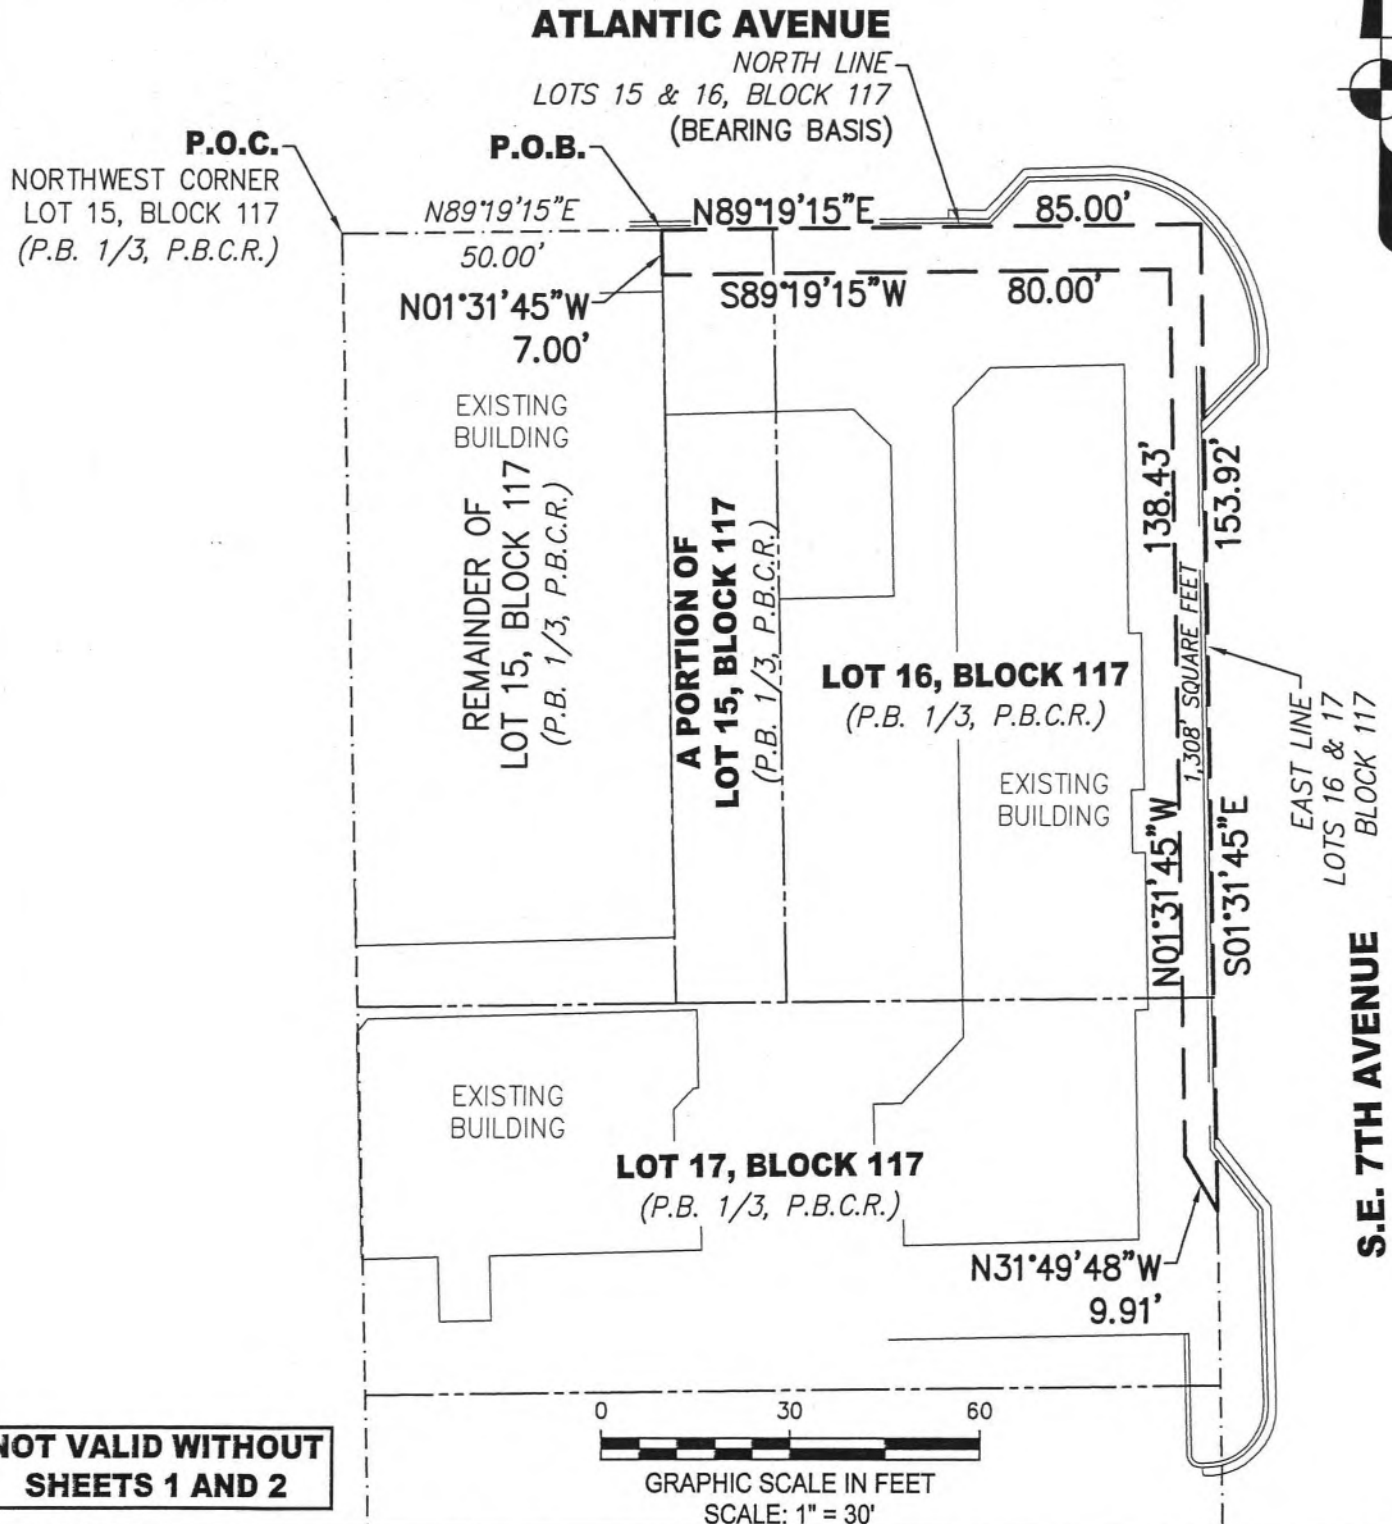 ATLANTIC AVENUE
NORTH LINE
LOTS 15 & 16, BLOCK 117
(BEARING BASIS)
P.O.C.
NORTHWEST CORNER
LOT 15, BLOCK 117
(P.B. 1/3, P.B.C.R.)
P.O.B.
N89°19'15"E
50.00'
N89°19'15"E
85.00'
S89°19'15"W
80.00'
N01°31'45"W
7.00'
EXISTING
BUILDING
REMAINDER OF
LOT 15, BLOCK 117
(P.B. 1/3, P.B.C.R.)
A PORTION OF
LOT 15, BLOCK 117
(P.B. 1/3, P.B.C.R.)
LOT 16, BLOCK 117
(P.B. 1/3, P.B.C.R.)
EXISTING
BUILDING
138.43'
153.92'
1,308' SQUARE FEET
N01°31'45"W
S01°31'45"E
EAST LINE
LOTS 16 & 17
BLOCK 117
S.E. 7TH AVENUE
EXISTING
BUILDING
LOT 17, BLOCK 117
(P.B. 1/3, P.B.C.R.)
N31°49'48"W
9.91'
NOT VALID WITHOUT
SHEETS 1 AND 2
0 30 60
GRAPHIC SCALE IN FEET
SCALE: 1" = 30'